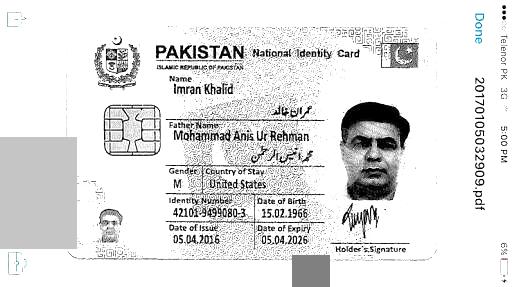 PAKISTAN National Identity Card
ISLAMIC REPUBLIC OF PAKISTAN
Name
Imran Khalid
عمران خالد
Father Name
Mohammad Anis Ur Rehman
محمد انیس الرحمٰن
Gender Country of Stay
M United States
Identity Number Date of Birth
42101-9499080-3 15.02.1966
Date of Issue Date of Expiry
05.04.2016 05.04.2026
Holder's Signature
Telenor PK 3G 5:00 PM 6%
Done 20170105032909.pdf